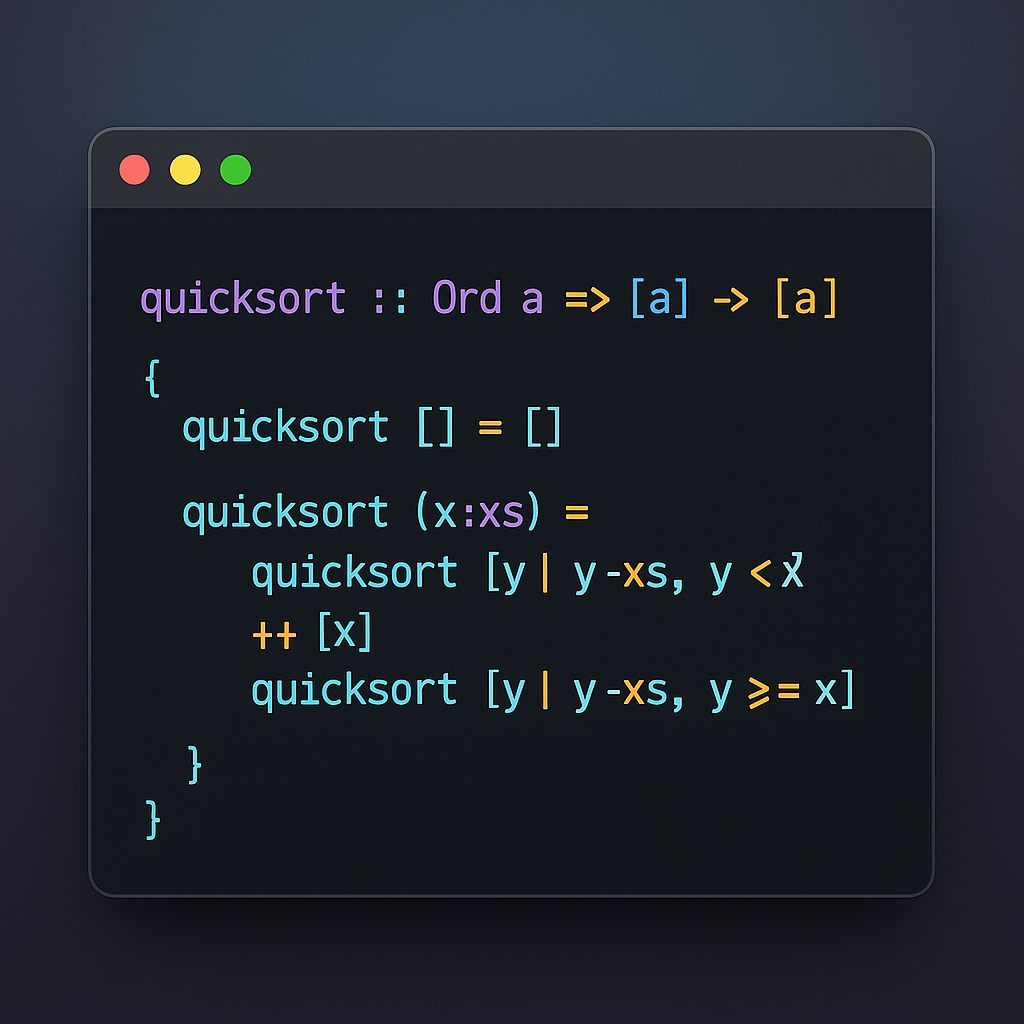 quicksort :: Ord a => [a] -> [a]
{
quicksort [] = []
quicksort (x:xs) =
quicksort [y| y-xs, y <
++ [x]
quicksort [y| y-xs, y >= x]
}
}